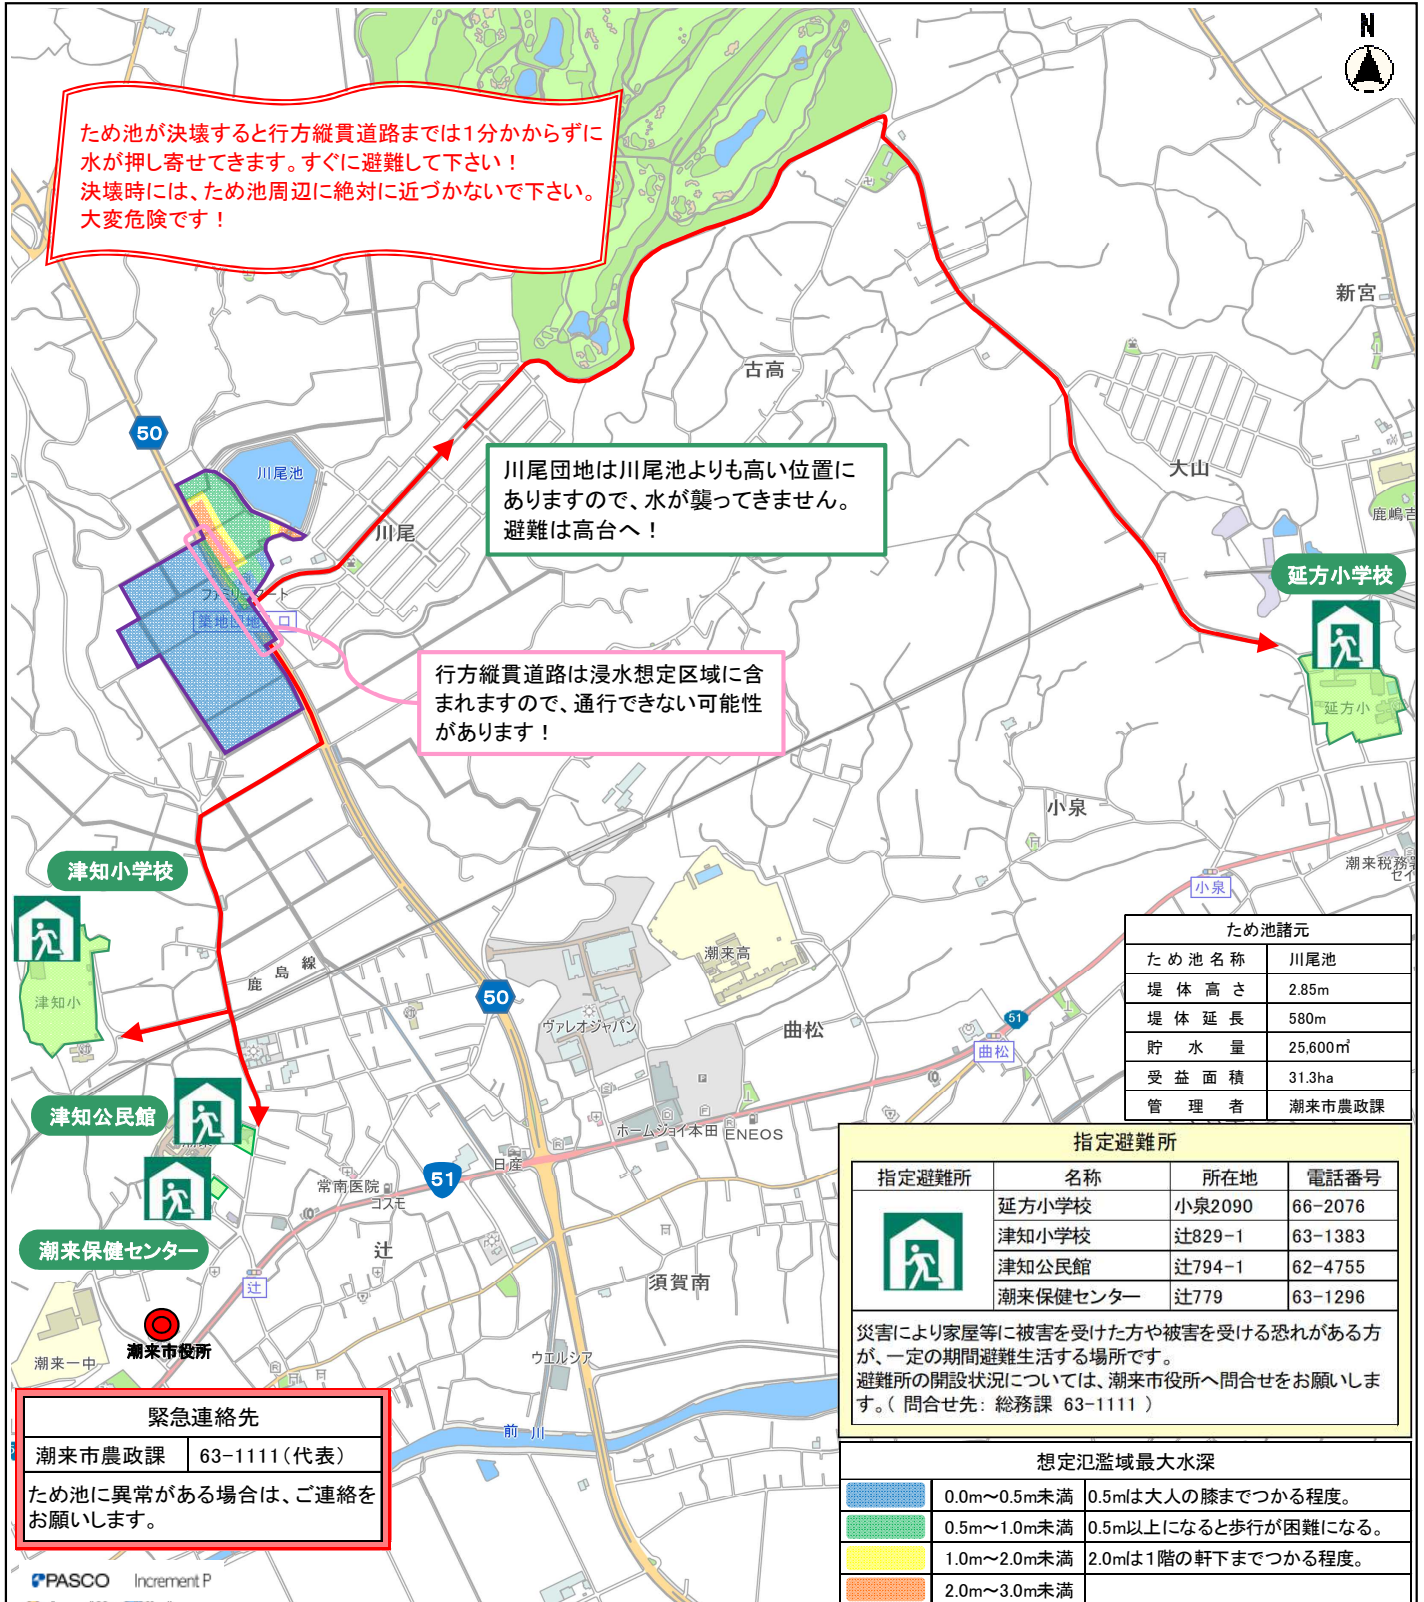 N
ため池が決壊すると行方縦貫道路までは1分かからずに
水が押し寄せてきます。すぐに避難して下さい！
決壊時には、ため池周辺に絶対に近づかないで下さい。
大変危険です！
新宮
古高
50
川尾池
大山
川尾団地は川尾池よりも高い位置に
ありますので、水が襲ってきません。
避難は高台へ！
川尾
鹿嶋吉
延方小学校
ファミリーマート
築地団地入口
行方縦貫道路は浸水想定区域に含
まれますので、通行できない可能性
があります！
延方小
小泉
津知小学校
潮来税務署
セイ
小泉
潮来高
鹿島線
津知小
50
ヴァレオジャパン
曲松
51
曲松
ため池諸元
ため池名称 川尾池
堤体高さ 2.85m
堤体延長 580m
貯水量 25,600㎥
受益面積 31.3ha
管理者 潮来市農政課
津知公民館
ホームジョイ本田 ENEOS
日産
51
常南医院
コスモ
潮来保健センター
辻
辻
須賀南
潮来市役所
潮来一中
ウエルシア
前川
指定避難所
指定避難所 名称 所在地 電話番号
延方小学校 小泉2090 66-2076
津知小学校 辻829-1 63-1383
津知公民館 辻794-1 62-4755
潮来保健センター 辻779 63-1296
災害により家屋等に被害を受けた方や被害を受ける恐れがある方
が、一定の期間避難生活する場所です。
避難所の開設状況については、潮来市役所へ問合せをお願いしま
す。（問合せ先：総務課 63-1111）
緊急連絡先
潮来市農政課 63-1111(代表)
ため池に異常がある場合は、ご連絡を
お願いします。
想定氾濫域最大水深
0.0m～0.5m未満 0.5mは大人の膝までつかる程度。
0.5m～1.0m未満 0.5m以上になると歩行が困難になる。
1.0m～2.0m未満 2.0mは1階の軒下までつかる程度。
2.0m～3.0m未満
PASCO Increment P